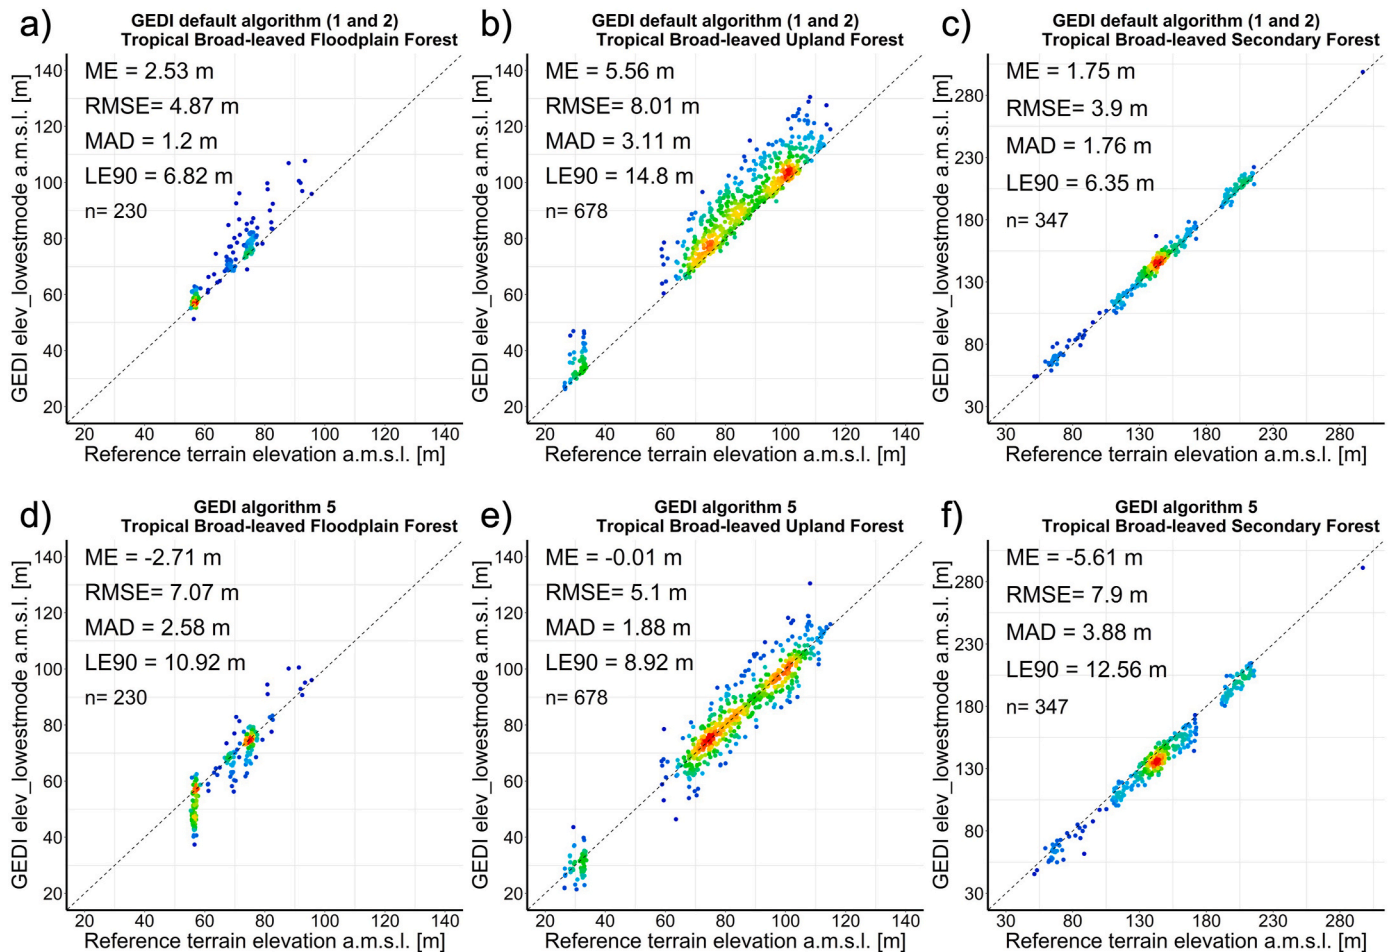 a)
GEDI default algorithm (1 and 2)
Tropical Broad-leaved Floodplain Forest
ME = 2.53 m
RMSE= 4.87 m
MAD = 1.2 m
LE90 = 6.82 m
n= 230
GEDI elev_lowestmode a.m.s.l. [m]
140
120
100
80
60
40
20
20 40 60 80 100 120 140
Reference terrain elevation a.m.s.l. [m]
b)
GEDI default algorithm (1 and 2)
Tropical Broad-leaved Upland Forest
ME = 5.56 m
RMSE= 8.01 m
MAD = 3.11 m
LE90 = 14.8 m
n= 678
GEDI elev_lowestmode a.m.s.l. [m]
140
120
100
80
60
40
20
20 40 60 80 100 120 140
Reference terrain elevation a.m.s.l. [m]
c)
GEDI default algorithm (1 and 2)
Tropical Broad-leaved Secondary Forest
ME = 1.75 m
RMSE= 3.9 m
MAD = 1.76 m
LE90 = 6.35 m
n= 347
GEDI elev_lowestmode a.m.s.l. [m]
280
230
180
130
80
30
30 80 130 180 230 280
Reference terrain elevation a.m.s.l. [m]
d)
GEDI algorithm 5
Tropical Broad-leaved Floodplain Forest
ME = -2.71 m
RMSE= 7.07 m
MAD = 2.58 m
LE90 = 10.92 m
n= 230
GEDI elev_lowestmode a.m.s.l. [m]
140
120
100
80
60
40
20
20 40 60 80 100 120 140
Reference terrain elevation a.m.s.l. [m]
e)
GEDI algorithm 5
Tropical Broad-leaved Upland Forest
ME = -0.01 m
RMSE= 5.1 m
MAD = 1.88 m
LE90 = 8.92 m
n= 678
GEDI elev_lowestmode a.m.s.l. [m]
140
120
100
80
60
40
20
20 40 60 80 100 120 140
Reference terrain elevation a.m.s.l. [m]
f)
GEDI algorithm 5
Tropical Broad-leaved Secondary Forest
ME = -5.61 m
RMSE= 7.9 m
MAD = 3.88 m
LE90 = 12.56 m
n= 347
GEDI elev_lowestmode a.m.s.l. [m]
280
230
180
130
80
30
30 80 130 180 230 280
Reference terrain elevation a.m.s.l. [m]